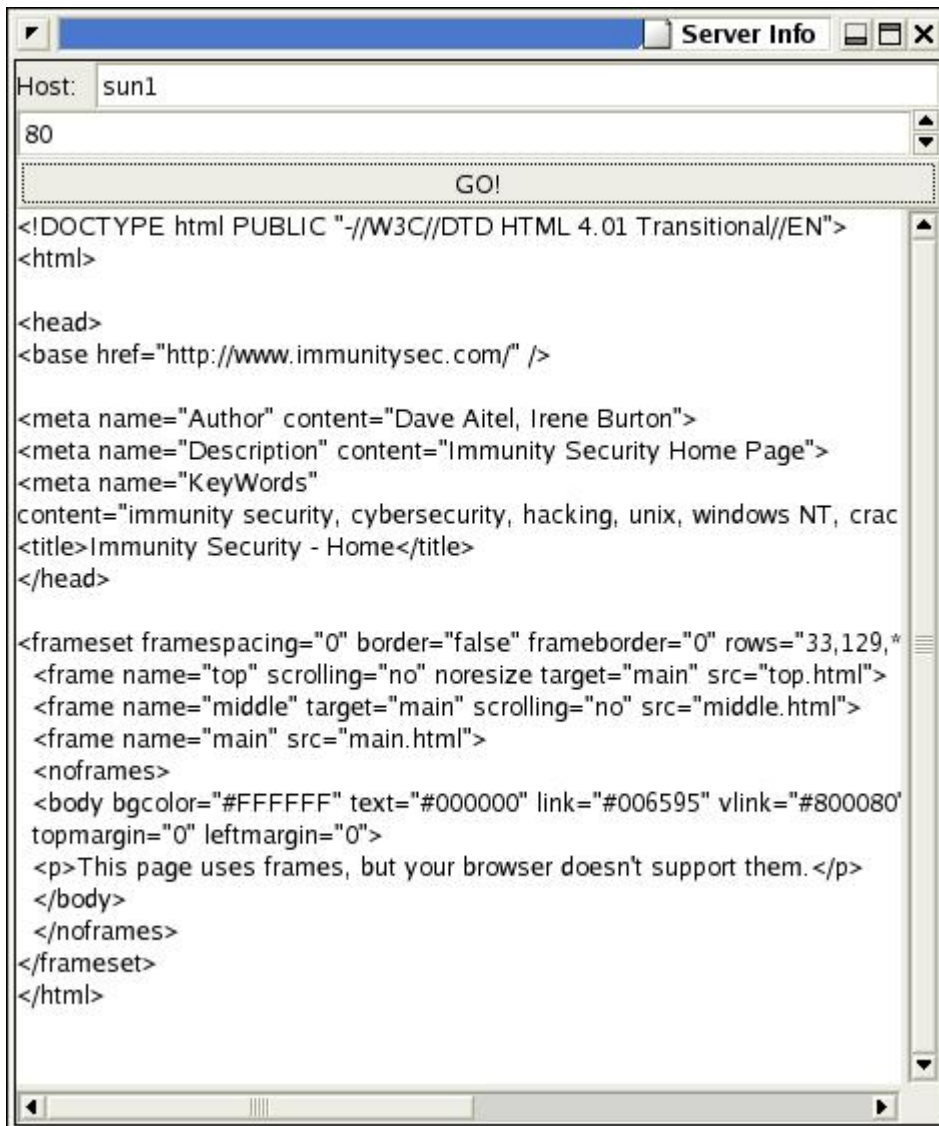 Server Info
Host: sun1
80
GO!
<!DOCTYPE html PUBLIC "-//W3C//DTD HTML 4.01 Transitional//EN">
<html>
<head>
<base href="http://www.immunitysec.com/" />
<meta name="Author" content="Dave Aitel, Irene Burton">
<meta name="Description" content="Immunity Security Home Page">
<meta name="KeyWords"
content="immunity security, cybersecurity, hacking, unix, windows NT, crac
<title>Immunity Security - Home</title>
</head>
<frameset framespacing="0" border="false" frameborder="0" rows="33,129,*
<frame name="top" scrolling="no" noresize target="main" src="top.html">
<frame name="middle" target="main" scrolling="no" src="middle.html">
<frame name="main" src="main.html">
<noframes>
<body bgcolor="#FFFFFF" text="#000000" link="#006595" vlink="#800080"
topmargin="0" leftmargin="0">
<p>This page uses frames, but your browser doesn't support them.</p>
</body>
</noframes>
</frameset>
</html>